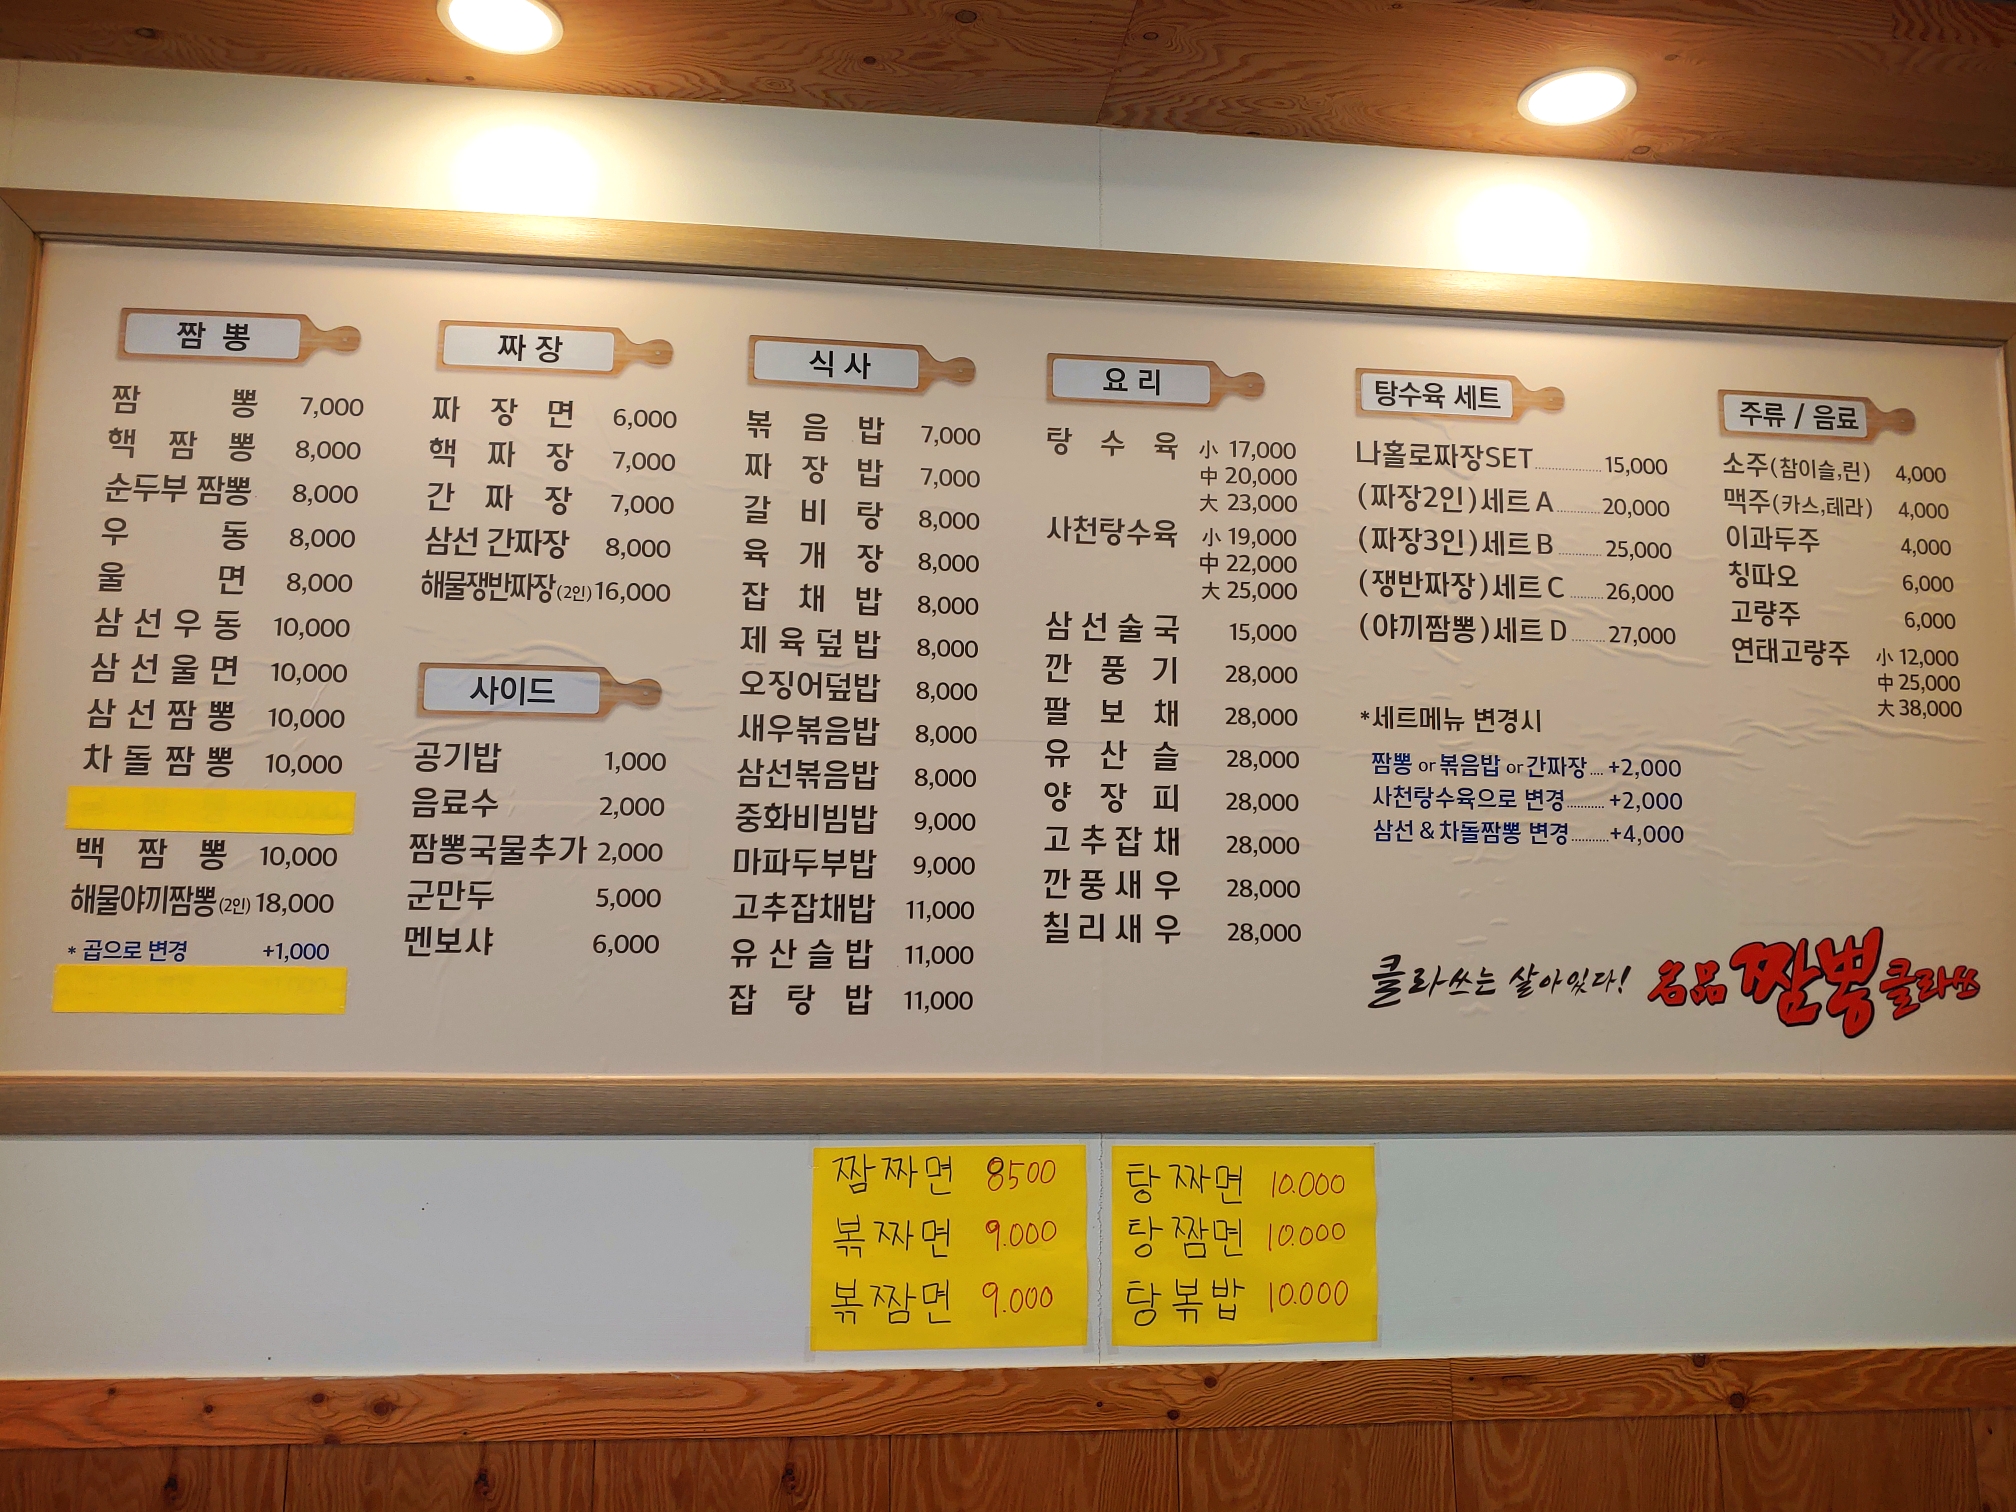 짬 뽕
짬 뽕 7,000
핵 짬 뽕 8,000
순두부 짬뽕 8,000
우 동 8,000
울 면 8,000
삼 선 우 동 10,000
삼 선 울 면 10,000
삼 선 짬 뽕 10,000
차 돌 짬 뽕 10,000
백 짬 뽕 10,000
해물야끼짬뽕(2인) 18,000
* 곱으로 변경 +1,000
짜 장
짜 장 면 6,000
핵 짜 장 7,000
간 짜 장 7,000
삼선 간짜장 8,000
해물쟁반짜장(2인) 16,000
사이드
공기밥 1,000
음료수 2,000
짬뽕국물추가 2,000
군만두 5,000
멘보샤 6,000
식 사
볶 음 밥 7,000
짜 장 밥 7,000
갈 비 탕 8,000
육 개 장 8,000
잡 채 밥 8,000
제 육 덮 밥 8,000
오징어덮밥 8,000
새우볶음밥 8,000
삼선볶음밥 8,000
중화비빔밥 9,000
마파두부밥 9,000
고추잡채밥 11,000
유 산 슬 밥 11,000
잡 탕 밥 11,000
요 리
탕 수 육 小 17,000
中 20,000
大 23,000
사천탕수육 小 19,000
中 22,000
大 25,000
삼 선 술 국 15,000
깐 풍 기 28,000
팔 보 채 28,000
유 산 슬 28,000
양 장 피 28,000
고 추 잡 채 28,000
깐 풍 새 우 28,000
칠 리 새 우 28,000
탕수육 세트
나홀로짜장SET 15,000
(짜장2인)세트 A 20,000
(짜장3인)세트 B 25,000
(쟁반짜장)세트 C 26,000
(야끼짬뽕)세트 D 27,000
*세트메뉴 변경시
짬뽕 or 볶음밥 or 간짜장 .... +2,000
사천탕수육으로 변경 +2,000
삼선 & 차돌짬뽕 변경 +4,000
주류 / 음료
소주(참이슬,린) 4,000
맥주(카스,테라) 4,000
이과두주 4,000
칭따오 6,000
고량주 6,000
연태고량주 小 12,000
中 25,000
大 38,000
클라쓰는 살아있다! 名品 짬뽕 클라쓰
짬짜면 8500
볶짜면 9.000
볶짬면 9.000
탕짜면 10.000
탕짬면 10.000
탕볶밥 10.000